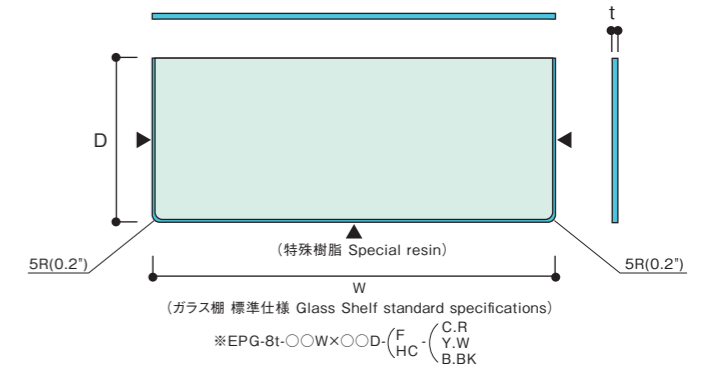 t
D
(特殊樹脂 Special resin)
5R(0.2")
5R(0.2")
W
(ガラス棚 標準仕様 Glass Shelf standard specifications)
※EPG-8t-○○W×○○D-(F HC -(C.R Y.W B.BK